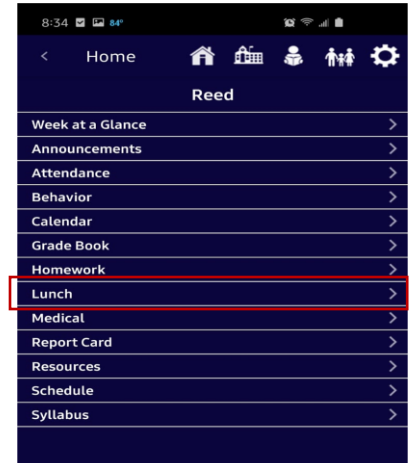 8:34 84°
< Home
Reed
Week at a Glance >
Announcements >
Attendance >
Behavior >
Calendar >
Grade Book >
Homework >
Lunch >
Medical >
Report Card >
Resources >
Schedule >
Syllabus >